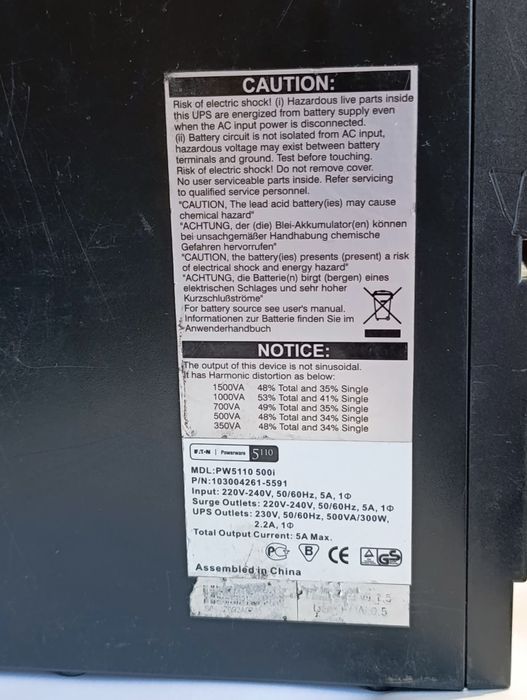 CAUTION:
Risk of electric shock! (i) Hazardous live parts inside
this UPS are energized from battery supply even
when the AC input power is disconnected.
(ii) Battery circuit is not isolated from AC input,
hazardous voltage may exist between battery
terminals and ground. Test before touching.
Risk of electric shock! Do not remove cover.
No user serviceable parts inside. Refer servicing
to qualified service personnel.
"CAUTION, The lead acid battery(ies) may cause
chemical hazard"
"ACHTUNG, der (die) Blei-Akkumulator(en) können
bei unsachgemäßer Handhabung chemische
Gefahren hervorrufen"
"CAUTION, the battery(ies) presents (present) a risk
of electrical shock and energy hazard"
"ACHTUNG, die Batterie(n) birgt (bergen) eines
elektrischen Schlages und sehr hoher
Kurzschlußströme"
For battery source see user's manual.
Informationen zur Batterie finden Sie im
Anwenderhandbuch
NOTICE:
The output of this device is not sinusoidal.
It has Harmonic distortion as below:
1500VA 48% Total and 35% Single
1000VA 53% Total and 41% Single
700VA 49% Total and 35% Single
500VA 48% Total and 34% Single
350VA 48% Total and 34% Single
EATON | Powerware 5110
MDL:PW5110 500i
P/N:103004261-5591
Input: 220V-240V, 50/60Hz, 5A, 1Φ
Surge Outlets: 220V-240V, 50/60Hz, 5A, 1Φ
UPS Outlets: 230V, 50/60Hz, 500VA/300W,
2.2A, 1Φ
Total Output Current: 5A Max.
B CE GS
Assembled in China